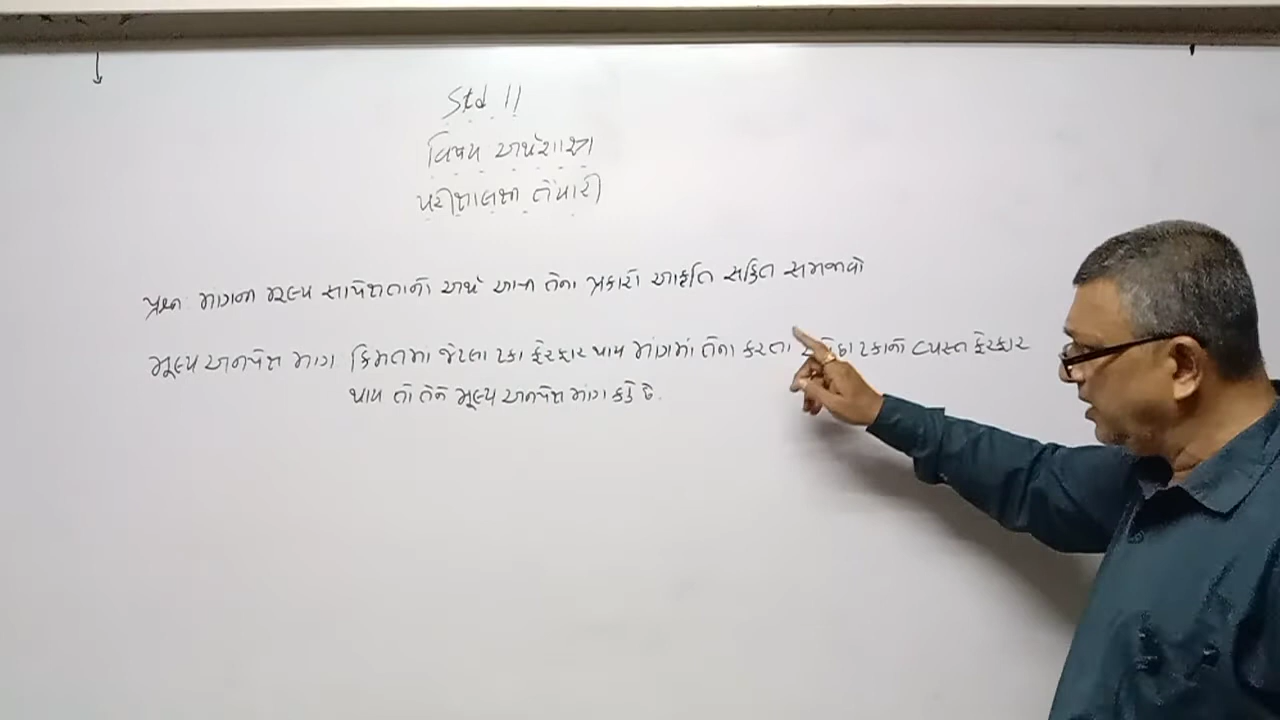 Std 11
વિષય અર્થશાસ્ત્ર
પરીક્ષાલક્ષી તૈયારી
પ્રશ્ન માંગની મૂલ્ય સાપેક્ષતાનો અર્થ આપી તેના પ્રકારો આકૃતિ સહિત સમજાવો
મૂલ્ય અનપેક્ષ માંગ કિંમતમાં જેટલા ટકા ફેરફાર થાય માંગમાં તેના કરતા ટકાનો વ્યસ્ત ફેરફાર
થાય તો તેને મૂલ્ય અનપેક્ષ માંગ કહે છે.